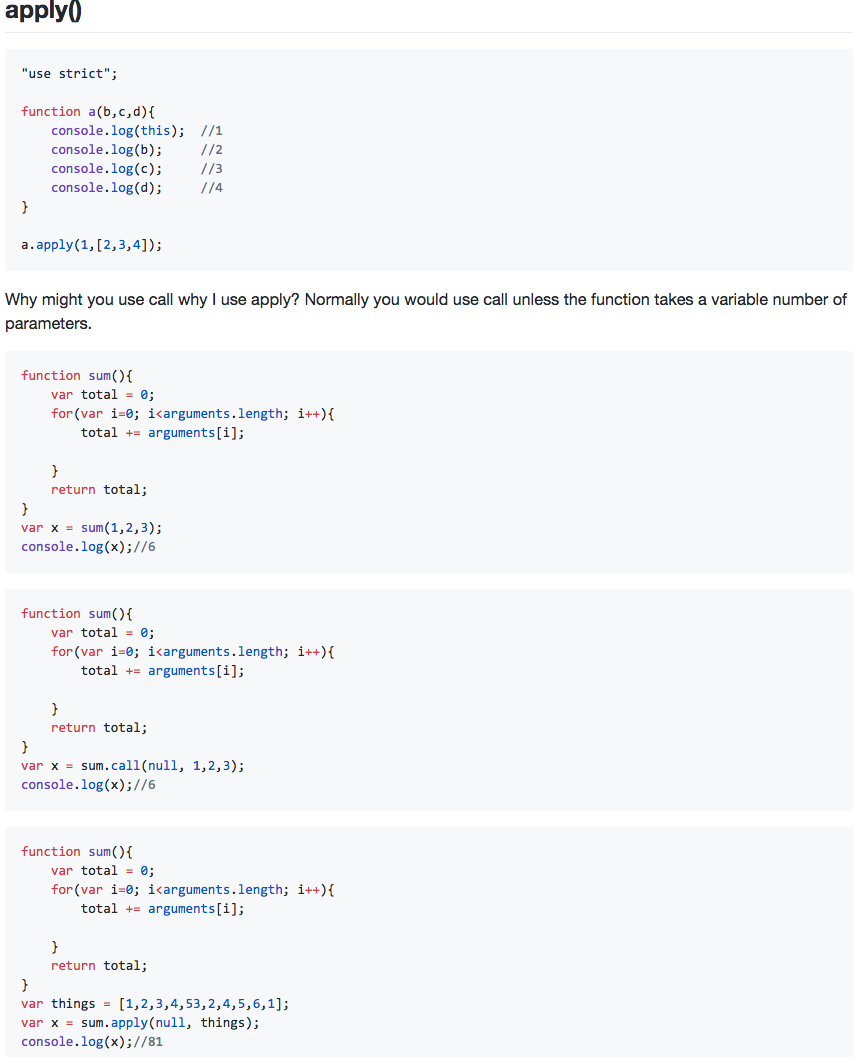 apply()
"use strict";
function a(b,c,d){
    console.log(this);  //1
    console.log(b);     //2
    console.log(c);     //3
    console.log(d);     //4
}
a.apply(1,[2,3,4]);
Why might you use call why I use apply? Normally you would use call unless the function takes a variable number of
parameters.
function sum(){
    var total = 0;
    for(var i=0; i<arguments.length; i++){
        total += arguments[i];
    }
    return total;
}
var x = sum(1,2,3);
console.log(x);//6
function sum(){
    var total = 0;
    for(var i=0; i<arguments.length; i++){
        total += arguments[i];
    }
    return total;
}
var x = sum.call(null, 1,2,3);
console.log(x);//6
function sum(){
    var total = 0;
    for(var i=0; i<arguments.length; i++){
        total += arguments[i];
    }
    return total;
}
var things = [1,2,3,4,53,2,4,5,6,1];
var x = sum.apply(null, things);
console.log(x);//81